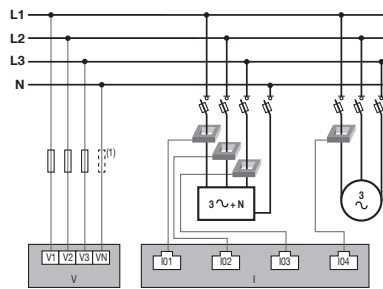 L1
L2
L3
N
(1)
3 ∿ + N
3
∿
V1 V2 V3 VN
I01 I02 I03 I04
V
I